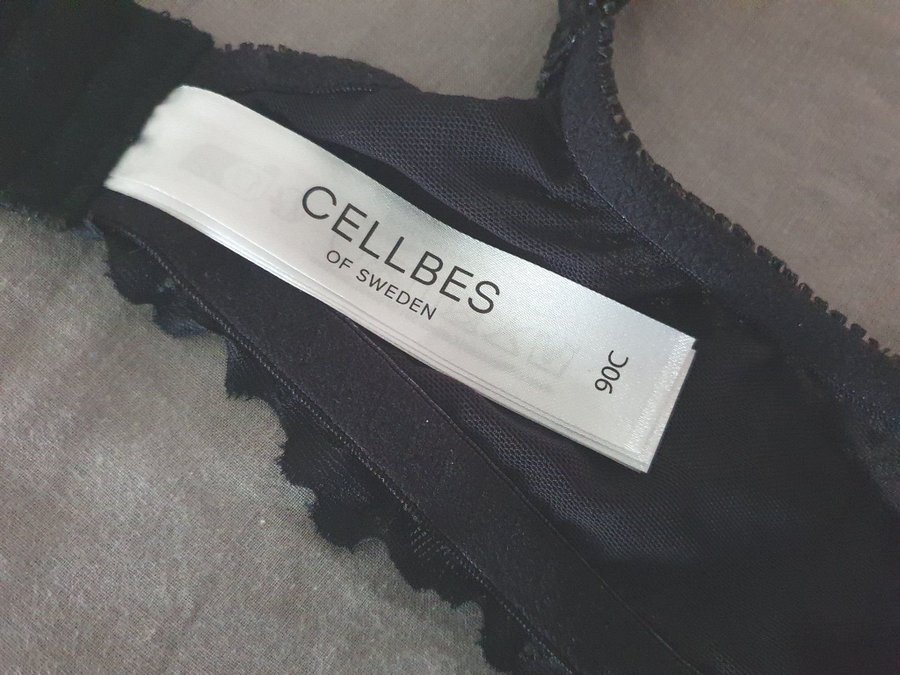 CELLBES
OF SWEDEN
90C